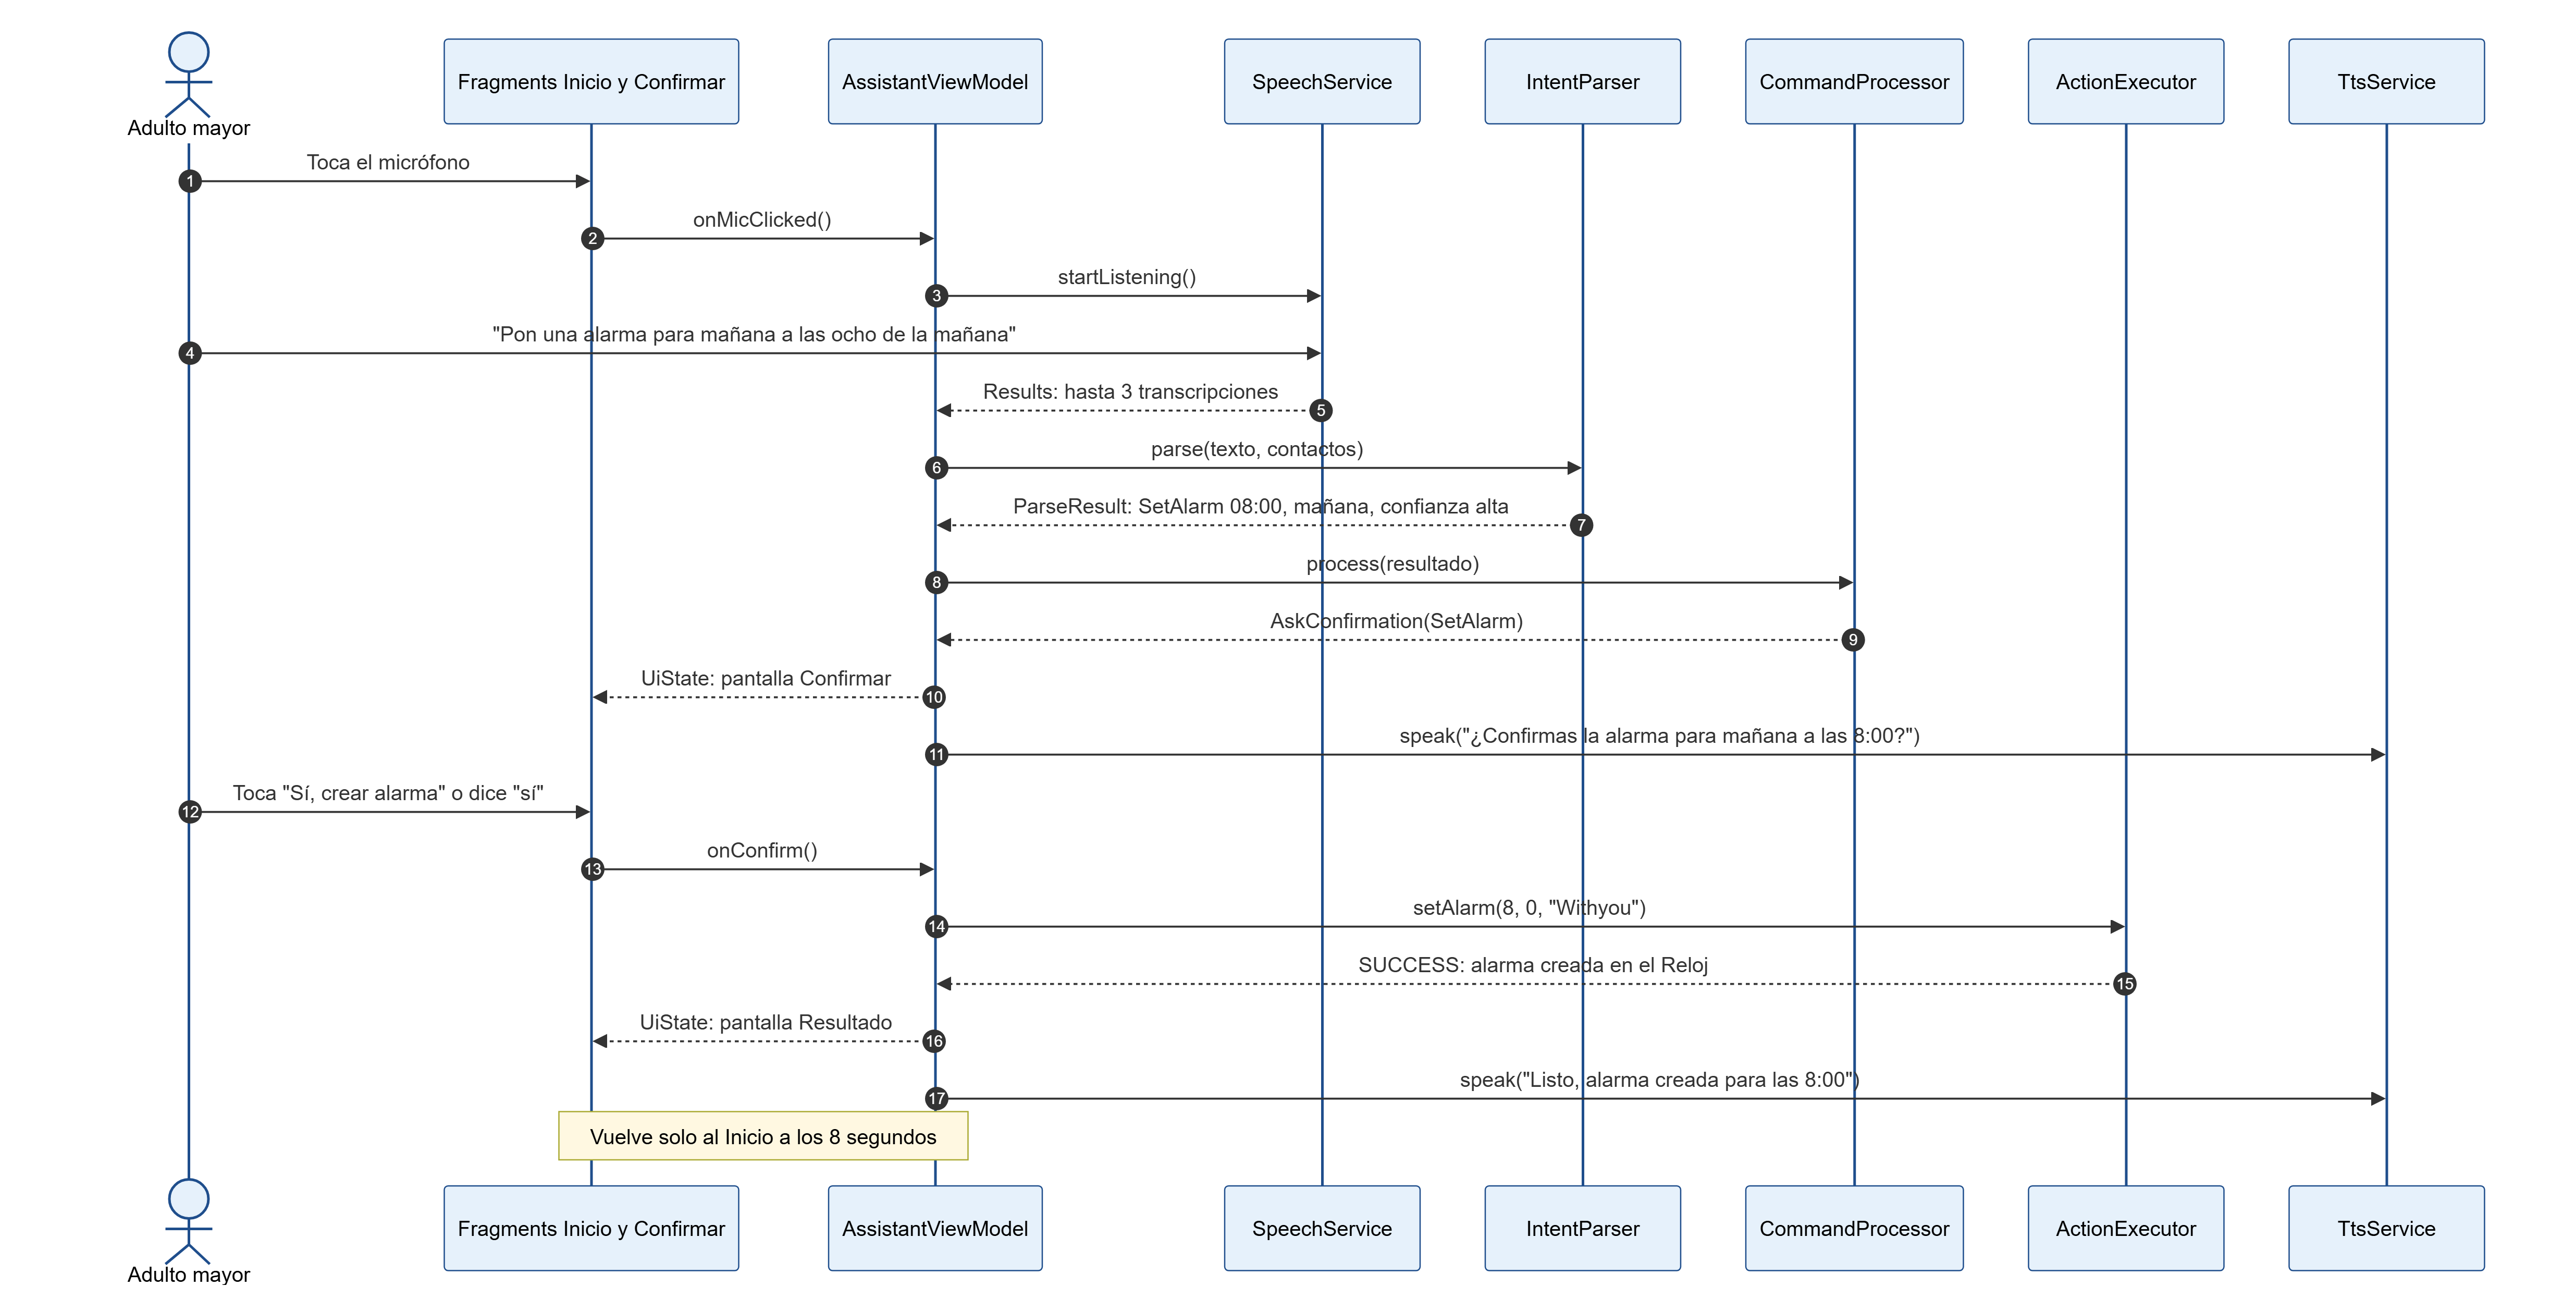 Adulto mayor
Fragments Inicio y Confirmar
AssistantViewModel
SpeechService
IntentParser
CommandProcessor
ActionExecutor
TtsService
1
Toca el micrófono
2
onMicClicked()
3
startListening()
4
"Pon una alarma para mañana a las ocho de la mañana"
5
Results: hasta 3 transcripciones
6
parse(texto, contactos)
7
ParseResult: SetAlarm 08:00, mañana, confianza alta
8
process(resultado)
9
AskConfirmation(SetAlarm)
10
UiState: pantalla Confirmar
11
speak("¿Confirmas la alarma para mañana a las 8:00?")
12
Toca "Sí, crear alarma" o dice "sí"
13
onConfirm()
14
setAlarm(8, 0, "Withyou")
15
SUCCESS: alarma creada en el Reloj
16
UiState: pantalla Resultado
17
speak("Listo, alarma creada para las 8:00")
Vuelve solo al Inicio a los 8 segundos
Adulto mayor
Fragments Inicio y Confirmar
AssistantViewModel
SpeechService
IntentParser
CommandProcessor
ActionExecutor
TtsService